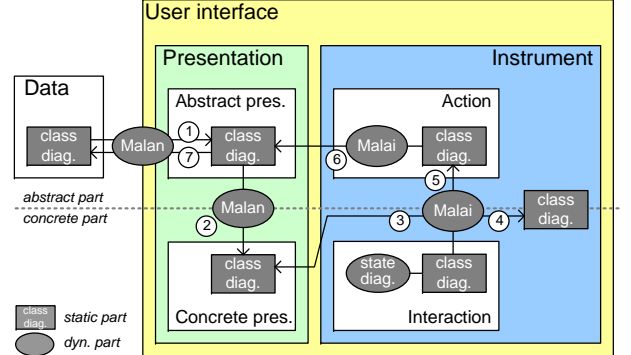 User interface
Presentation
Instrument
Data
Abstract pres.
Action
class
diag.
Malan
1
7
class
diag.
6
Malai
class
diag.
5
abstract part
concrete part
2
Malan
3
Malai
4
class
diag.
class
diag.
state
diag.
class
diag.
Concrete pres.
Interaction
class
diag.
static part
dyn. part